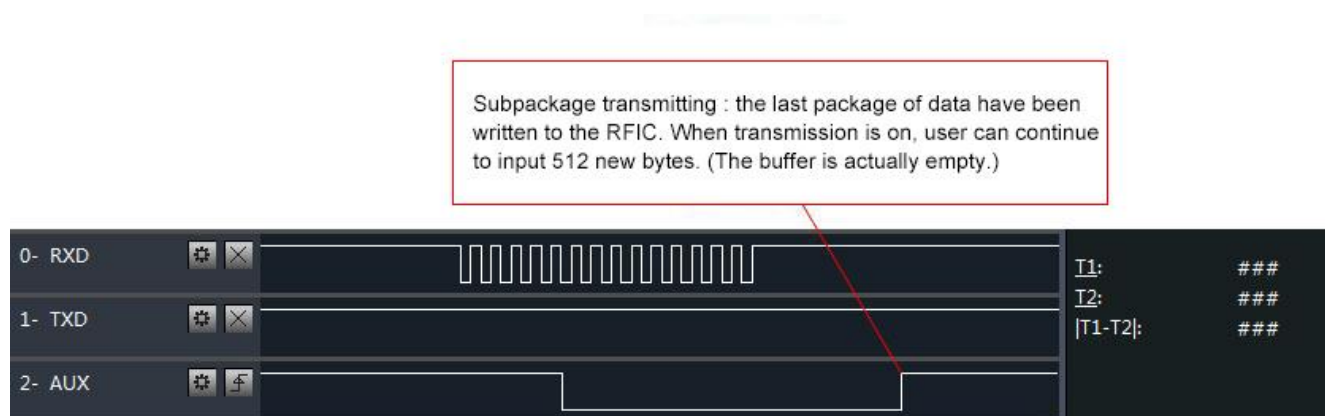 Subpackage transmitting : the last package of data have been
written to the RFIC. When transmission is on, user can continue
to input 512 new bytes. (The buffer is actually empty.)
0- RXD
T1: ###
T2: ###
1- TXD
|T1-T2|: ###
2- AUX